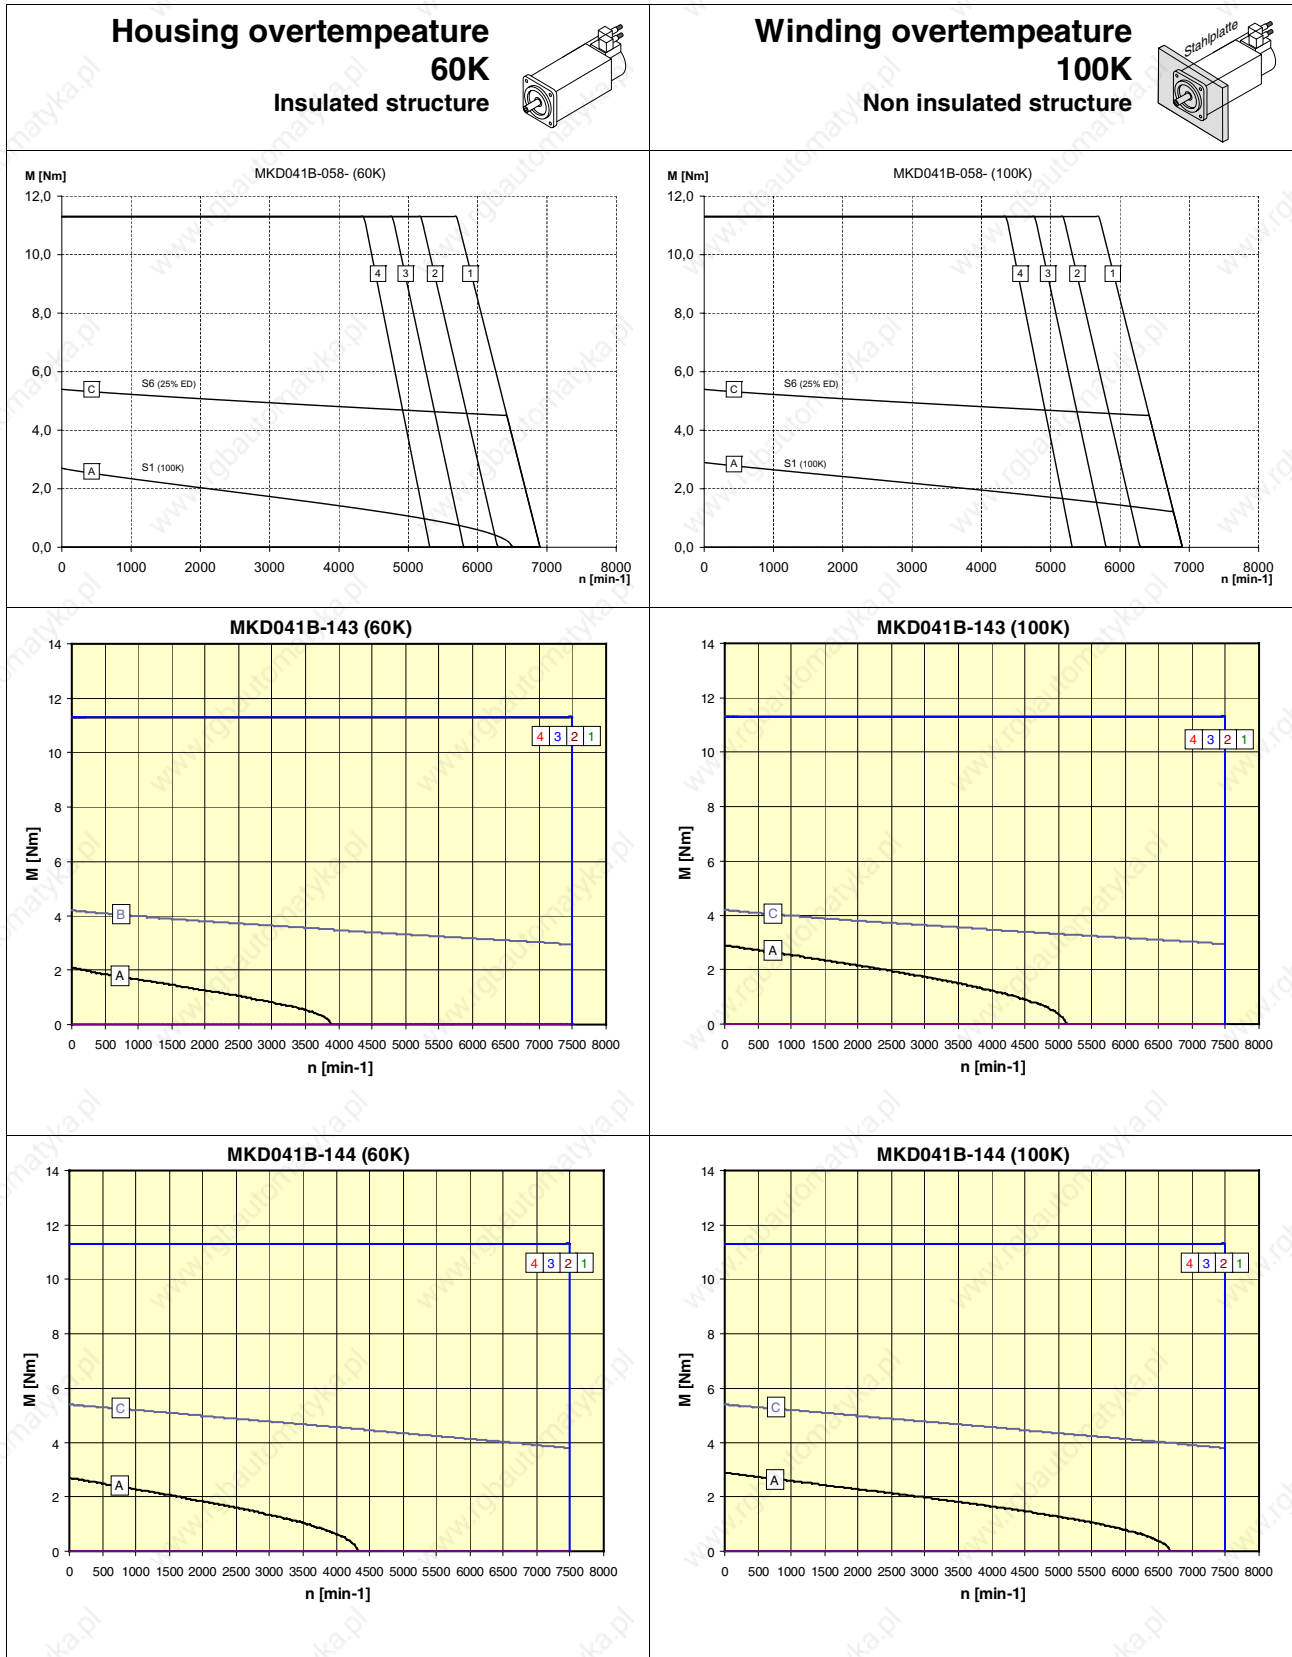 Housing overtempeature
60K
Insulated structure
Winding overtempeature
100K
Non insulated structure
Stahlplatte
M [Nm]
MKD041B-058- (60K)
12,0
10,0
8,0
6,0
4,0
2,0
0,0
4 3 2 1
C
S6 (25% ED)
A
S1 (100K)
0 1000 2000 3000 4000 5000 6000 7000 8000
n [min-1]
M [Nm]
MKD041B-058- (100K)
12,0
10,0
8,0
6,0
4,0
2,0
0,0
4 3 2 1
C
S6 (25% ED)
A
S1 (100K)
0 1000 2000 3000 4000 5000 6000 7000 8000
n [min-1]
MKD041B-143 (60K)
14
12
10
8
6
4
2
0
M [Nm]
4 3 2 1
B
A
0 500 1000 1500 2000 2500 3000 3500 4000 4500 5000 5500 6000 6500 7000 7500 8000
n [min-1]
MKD041B-143 (100K)
14
12
10
8
6
4
2
0
M [Nm]
4 3 2 1
C
A
0 500 1000 1500 2000 2500 3000 3500 4000 4500 5000 5500 6000 6500 7000 7500 8000
n [min-1]
MKD041B-144 (60K)
14
12
10
8
6
4
2
0
M [Nm]
4 3 2 1
C
A
0 500 1000 1500 2000 2500 3000 3500 4000 4500 5000 5500 6000 6500 7000 7500 8000
n [min-1]
MKD041B-144 (100K)
14
12
10
8
6
4
2
0
M [Nm]
4 3 2 1
C
A
0 500 1000 1500 2000 2500 3000 3500 4000 4500 5000 5500 6000 6500 7000 7500 8000
n [min-1]
www.rgbautomatyka.pl